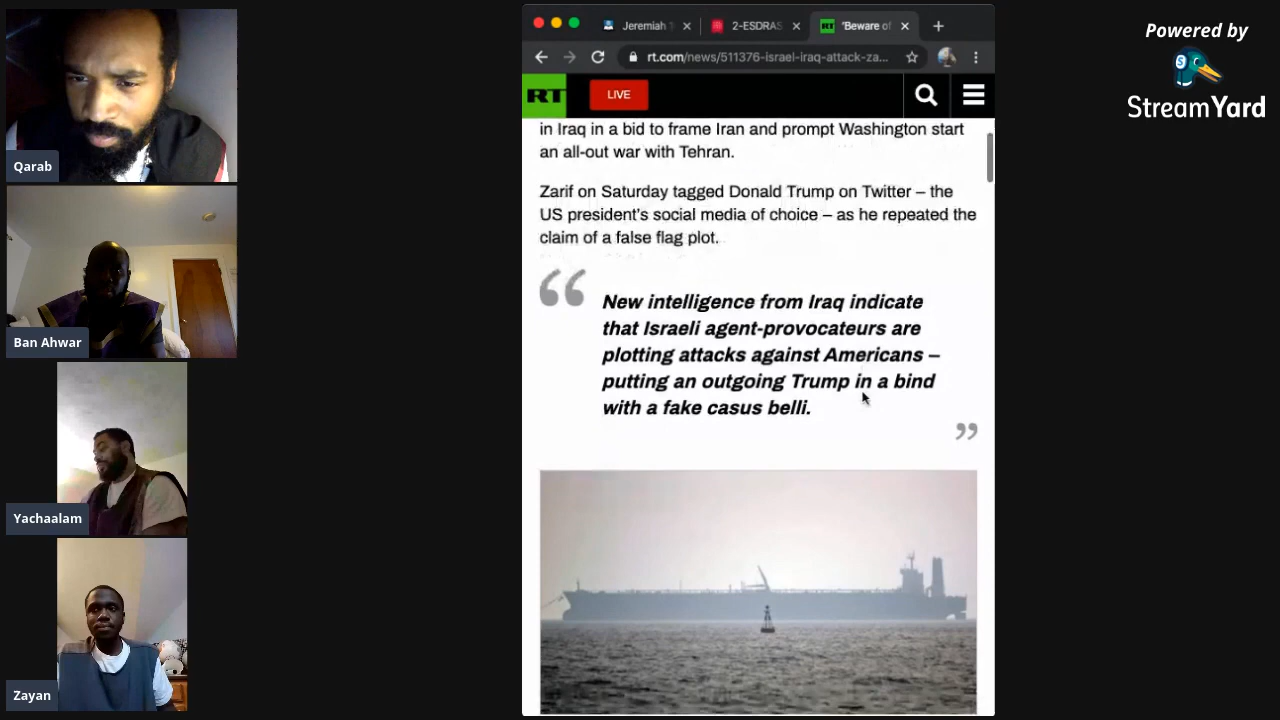 Qarab
Ban Ahwar
Yachaalam
Zayan
Jeremiah
2-ESDRAS
"Beware of
rt.com/news/511376-israel-iraq-attack-za...
RT
LIVE
in Iraq in a bid to frame Iran and prompt Washington start
an all-out war with Tehran.
Zarif on Saturday tagged Donald Trump on Twitter – the
US president's social media of choice – as he repeated the
claim of a false flag plot.
“
New intelligence from Iraq indicate
that Israeli agent-provocateurs are
plotting attacks against Americans –
putting an outgoing Trump in a bind
with a fake casus belli.
”
Powered by
StreamYard